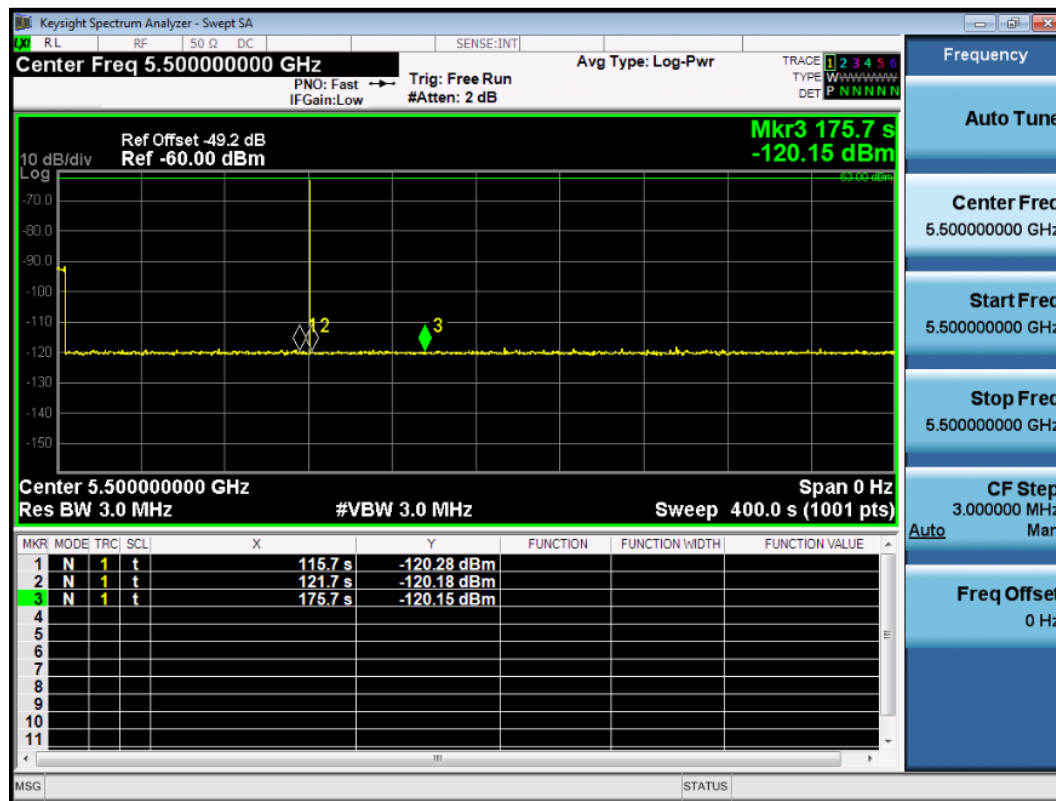 Keysight Spectrum Analyzer - Swept SA
LXI RL RF 50 Ω DC SENSE:INT
Center Freq 5.500000000 GHz
PNO: Fast
IFGain:Low
Trig: Free Run
#Atten: 2 dB
Avg Type: Log-Pwr
TRACE 1 2 3 4 5 6
TYPE WWWWWWW
DET P N N N N N
Mkr3 175.7 s
-120.15 dBm
Ref Offset -49.2 dB
10 dB/div Ref -60.00 dBm
Log
-63.00 dBm
-70.0
-80.0
-90.0
-100
-110
1 2 3
-120
-130
-140
-150
Center 5.500000000 GHz Span 0 Hz
Res BW 3.0 MHz #VBW 3.0 MHz Sweep 400.0 s (1001 pts)
MKR MODE TRC SCL X Y FUNCTION FUNCTION WIDTH FUNCTION VALUE
1 N 1 t 115.7 s -120.28 dBm
2 N 1 t 121.7 s -120.18 dBm
3 N 1 t 175.7 s -120.15 dBm
4
5
6
7
8
9
10
11
MSG STATUS
Frequency
Auto Tune
Center Freq
5.500000000 GHz
Start Freq
5.500000000 GHz
Stop Freq
5.500000000 GHz
CF Step
3.000000 MHz
Auto Man
Freq Offset
0 Hz